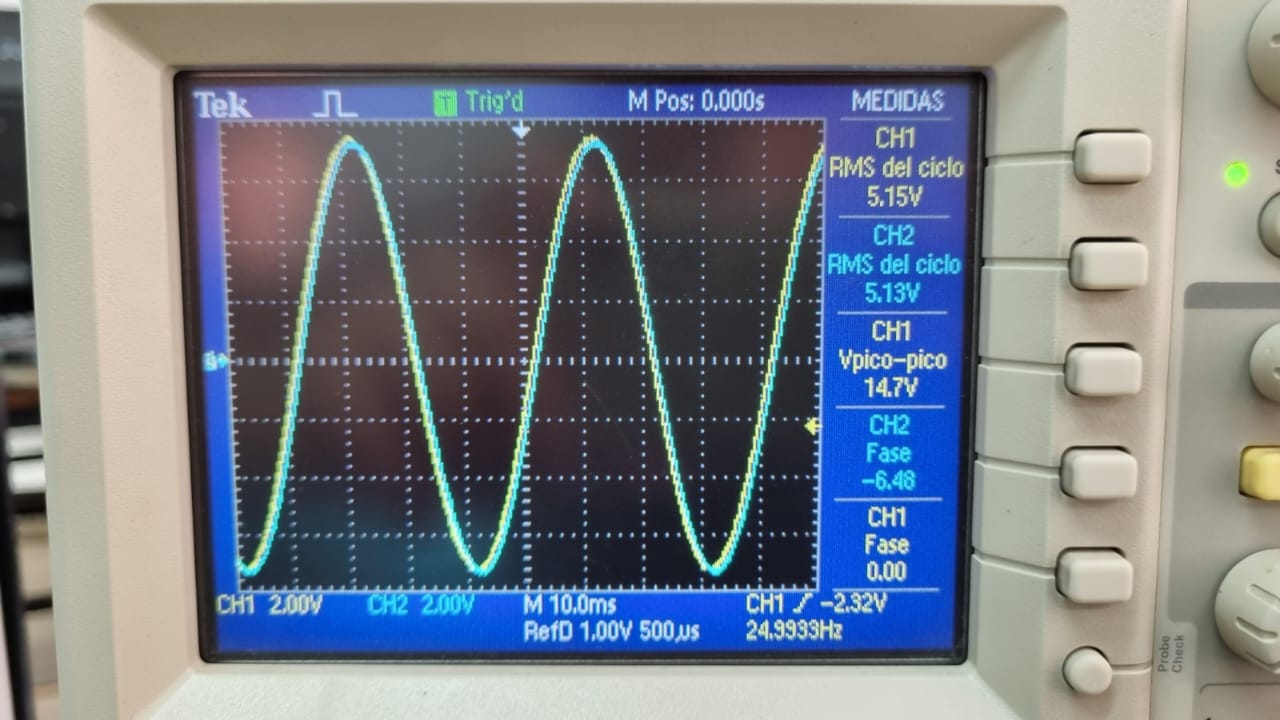 Tek
T Trig'd
M Pos: 0.000s
MEDIDAS
CH1
RMS del ciclo
5.15V
CH2
RMS del ciclo
5.13V
CH1
Vpico-pico
14.7V
CH2
Fase
-6.48
CH1
Fase
0.00
CH1 2.00V
CH2 2.00V
M 10.0ms
CH1 -2.32V
RefD 1.00V 500µs
24.9933Hz
Probe
Check